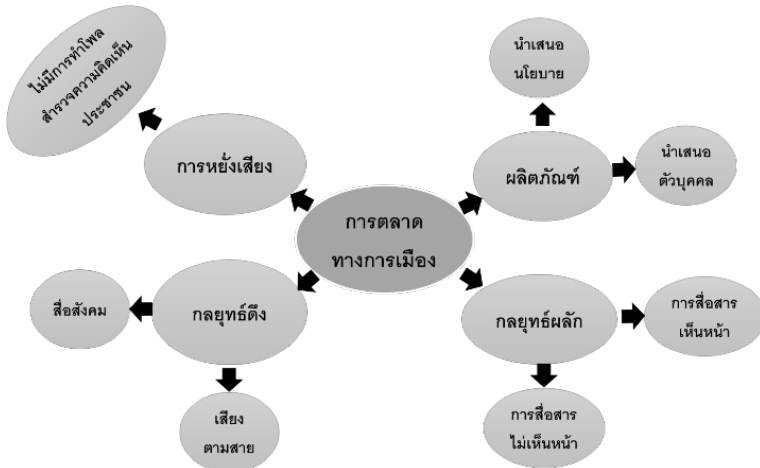 ไม่มีการทำโพล
สำรวจความคิดเห็น
ประชาชน
การหยั่งเสียง
นำเสนอ
นโยบาย
ผลิตภัณฑ์
นำเสนอ
ตัวบุคคล
การตลาด
ทางการเมือง
สื่อสังคม
กลยุทธ์ดึง
เสียง
ตามสาย
กลยุทธ์ผลัก
การสื่อสาร
เห็นหน้า
การสื่อสาร
ไม่เห็นหน้า